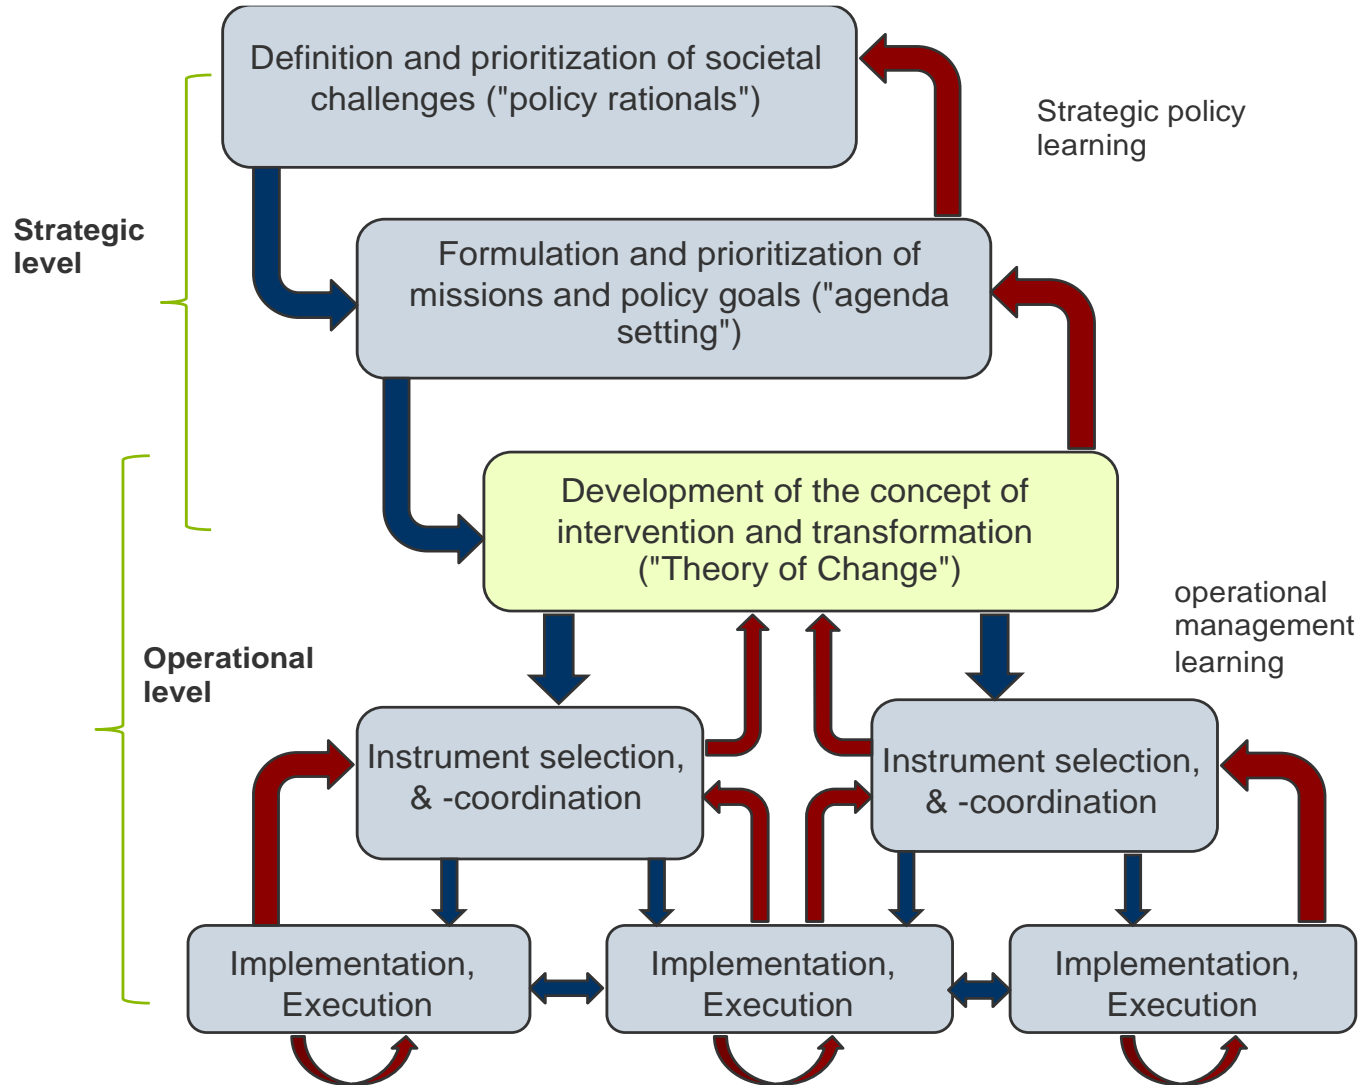 Definition and prioritization of societal
challenges ("policy rationals")
Strategic policy
learning
Strategic
level
Formulation and prioritization of
missions and policy goals ("agenda
setting")
Development of the concept of
intervention and transformation
("Theory of Change")
operational
management
learning
Operational
level
Instrument selection,
& -coordination
Instrument selection,
& -coordination
Implementation,
Execution
Implementation,
Execution
Implementation,
Execution